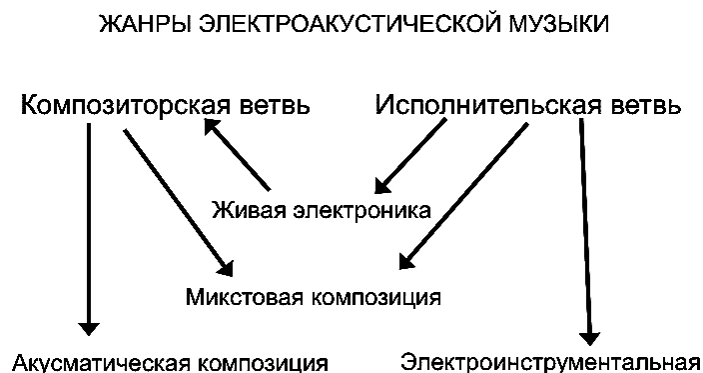 ЖАНРЫ ЭЛЕКТРОАКУСТИЧЕСКОЙ МУЗЫКИ
Композиторская ветвь
Исполнительская ветвь
Живая электроника
Микстовая композиция
Акусматическая композиция
Электроинструментальная